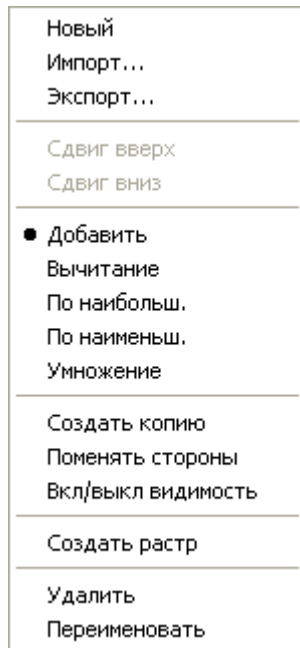 Новый
Импорт...
Экспорт...
Сдвиг вверх
Сдвиг вниз
Добавить
Вычитание
По наибольш.
По наименьш.
Умножение
Создать копию
Поменять стороны
Вкл/выкл видимость
Создать растр
Удалить
Переименовать